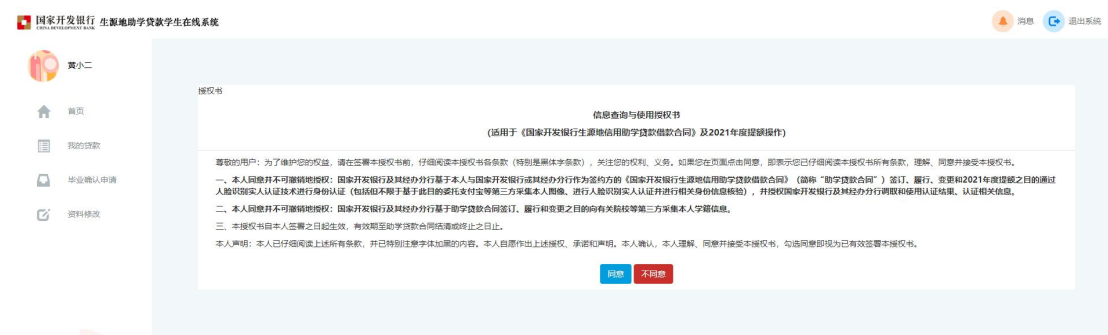 国家开发银行 生源地助学贷款学生在线系统
CHINA DEVELOPMENT BANK
消息
退出系统
黄小二
首页
我的贷款
毕业确认申请
资料修改
授权书
信息查询与使用授权书
(适用于《国家开发银行生源地信用助学贷款借款合同》及2021年度提额操作)
尊敬的用户：为了维护您的权益，请在签署本授权书前，仔细阅读本授权书各条款（特别是黑体字条款），关注您的权利、义务。如果您在页面点击同意，即表示您已仔细阅读本授权书所有条款，理解、同意并接受本授权书。
一、本人同意并不可撤销地授权：国家开发银行及其经办分行基于本人与国家开发银行或其经办分行作为签约方的《国家开发银行生源地信用助学贷款借借款合同》（简称“助学贷款合同”）签订、履行、变更和2021年度提额之目的通过
人脸识别实人认证技术进行身份认证（包括但不限于基于此目的委托支付宝等第三方采集本人图像、进行人脸识别实人认证并进行相关身份信息核验），并授权国家开发银行及其经办分行调取和使用认证结果、认证相关信息。
二、本人同意并不可撤销地授权：国家开发银行及其经办分行基于助学贷款合同签订、履行和变更之目的向有关院校等第三方采集本人学籍信息。
三、本授权书自本人签署之日起生效，有效期至助学贷款合同结清或终止之日止。
本人声明：本人已仔细阅读上述所有条款，并已特别注意字体加黑的内容。本人自愿作出上述授权、承诺和声明。本人确认，本人理解、同意并接受本授权书，勾选同意即视为已有效签署本授权书。
同意 不同意